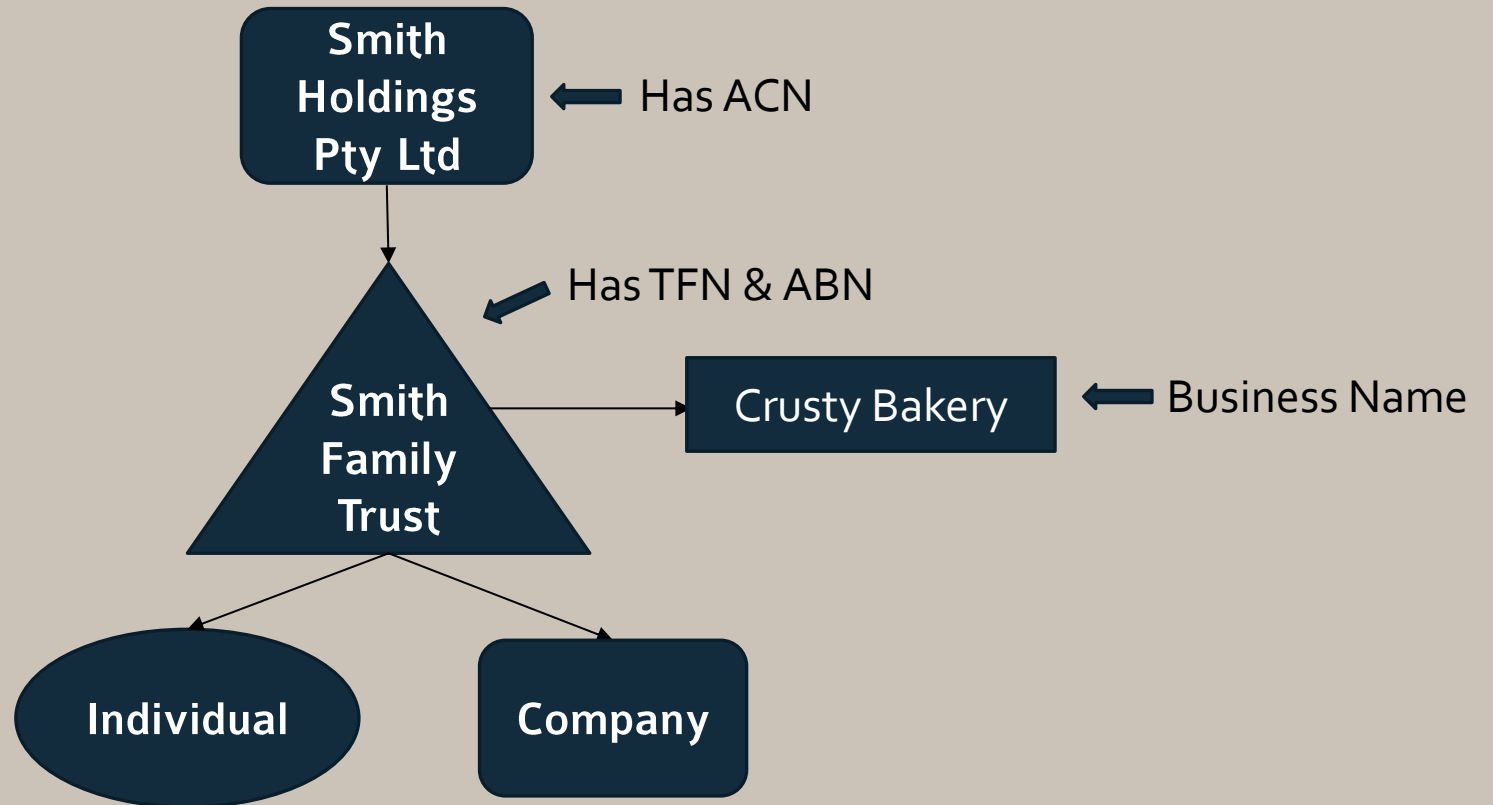 Smith
Holdings
Pty Ltd
Has ACN
Has TFN & ABN
Smith
Family
Trust
Crusty Bakery
Business Name
Individual
Company